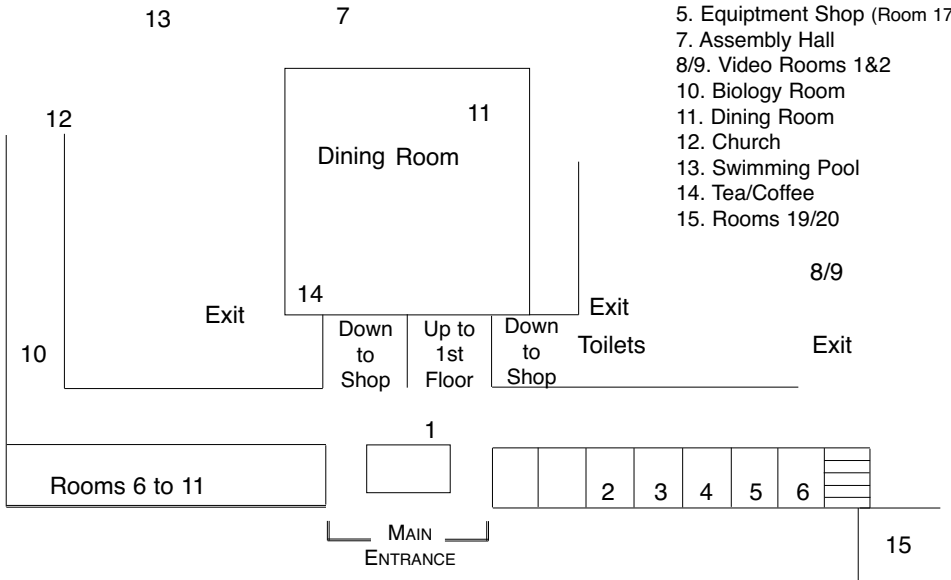 13
7
5. Equiptment Shop (Room 17
7. Assembly Hall
8/9. Video Rooms 1&2
10. Biology Room
11. Dining Room
12. Church
13. Swimming Pool
14. Tea/Coffee
15. Rooms 19/20
12
11
Dining Room
8/9
14
Exit
Exit
10
Down
to
Shop
Up to
1st
Floor
Down
to
Shop
Toilets
Exit
1
Rooms 6 to 11
2
3
4
5
6
MAIN
ENTRANCE
15